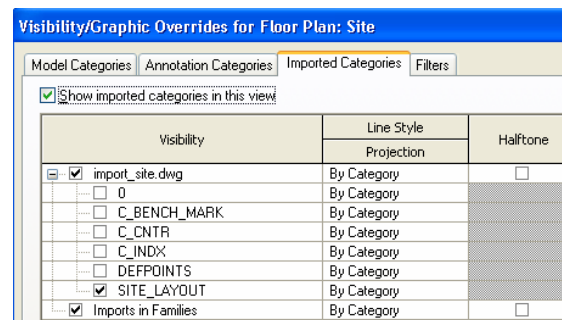 Visibility/Graphic Overrides for Floor Plan: Site
Model Categories Annotation Categories Imported Categories Filters
Show imported categories in this view
Visibility Line Style Halftone
Projection
import_site.dwg By Category
0 By Category
C_BENCH_MARK By Category
C_CNTR By Category
C_INDX By Category
DEFPOINTS By Category
SITE_LAYOUT By Category
Imports in Families By Category